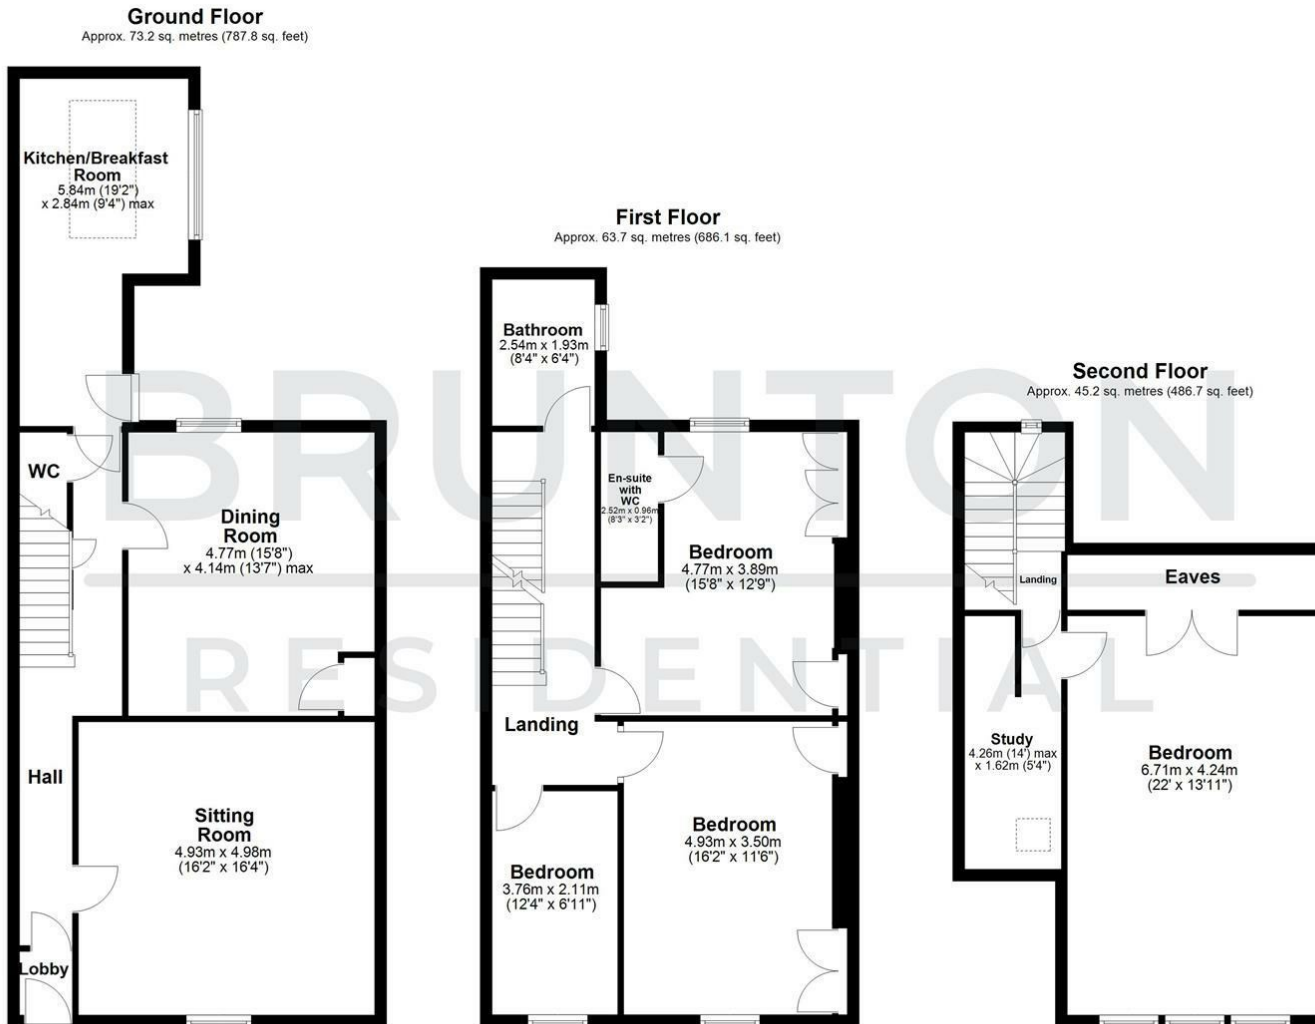 Ground Floor
Approx. 73.2 sq. metres (787.8 sq. feet)
Kitchen/Breakfast
Room
5.84m (19'2")
x 2.84m (9'4") max
WC
Dining
Room
4.77m (15'8")
x 4.14m (13'7") max
Hall
Sitting
Room
4.93m x 4.98m
(16'2" x 16'4")
Lobby
First Floor
Approx. 63.7 sq. metres (686.1 sq. feet)
Bathroom
2.54m x 1.93m
(8'4" x 6'4")
En-suite
with
WC
2.52m x 0.96m
(8'3" x 3'2")
Bedroom
4.77m x 3.89m
(15'8" x 12'9")
Landing
Bedroom
4.93m x 3.50m
(16'2" x 11'6")
Bedroom
3.76m x 2.11m
(12'4" x 6'11")
Second Floor
Approx. 45.2 sq. metres (486.7 sq. feet)
Landing
Eaves
Study
4.26m (14') max
x 1.62m (5'4")
Bedroom
6.71m x 4.24m
(22' x 13'11")
BRUNTON
RESIDENTIAL